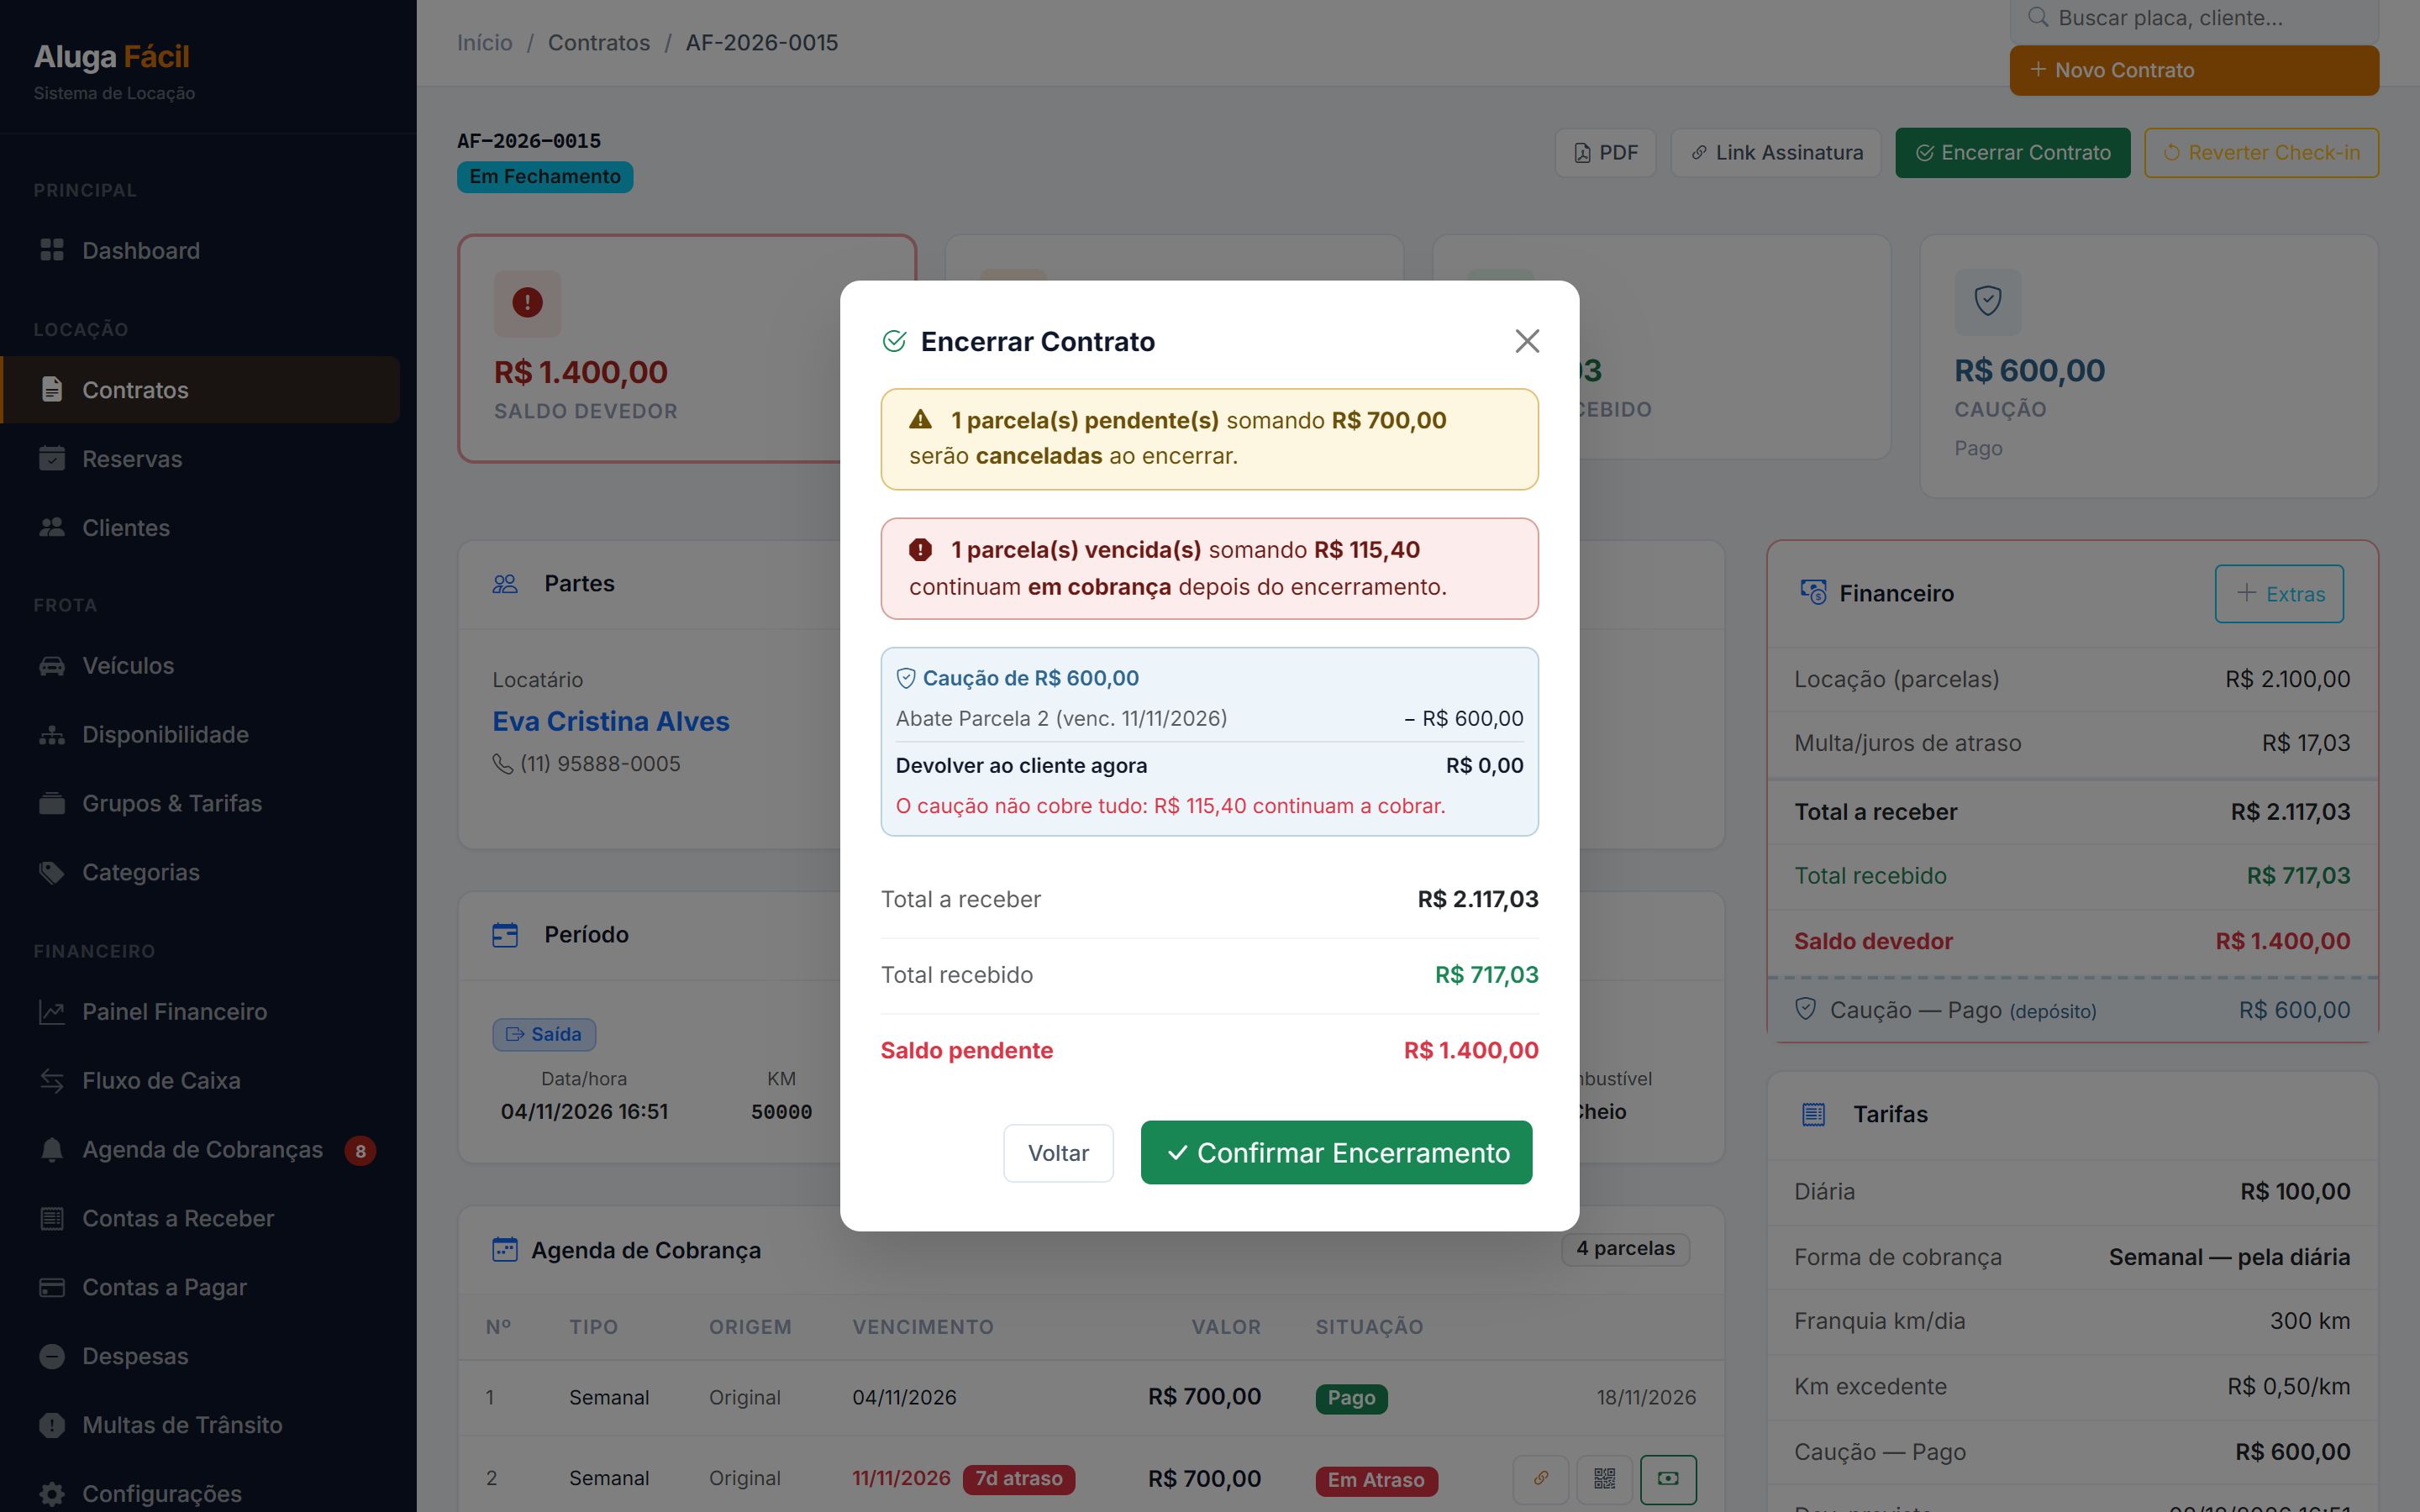 Aluga Fácil
Sistema de Locação
PRINCIPAL
Dashboard
LOCAÇÃO
Contratos
Reservas
Clientes
FROTA
Veículos
Disponibilidade
Grupos & Tarifas
Categorias
FINANCEIRO
Painel Financeiro
Fluxo de Caixa
Agenda de Cobranças 8
Contas a Receber
Contas a Pagar
Despesas
Multas de Trânsito
Configurações
Início / Contratos / AF-2026-0015
Buscar placa, cliente...
Novo Contrato
AF-2026-0015
Em Fechamento
PDF
Link Assinatura
Encerrar Contrato
Reverter Check-in
R$ 1.400,00
SALDO DEVEDOR
R$ 600,00
CAUÇÃO
Pago
Encerrar Contrato
1 parcela(s) pendente(s) somando R$ 700,00
serão canceladas ao encerrar.
1 parcela(s) vencida(s) somando R$ 115,40
continuam em cobrança depois do encerramento.
Caução de R$ 600,00
Abate Parcela 2 (venc. 11/11/2026) − R$ 600,00
Devolver ao cliente agora R$ 0,00
O caução não cobre tudo: R$ 115,40 continuam a cobrar.
Total a receber R$ 2.117,03
Total recebido R$ 717,03
Saldo pendente R$ 1.400,00
Voltar
Confirmar Encerramento
Partes
Locatário
Eva Cristina Alves
(11) 95888-0005
Período
Saída
Data/hora KM
04/11/2026 16:51 50000
Cheio
Agenda de Cobrança 4 parcelas
Nº TIPO ORIGEM VENCIMENTO VALOR SITUAÇÃO
1 Semanal Original 04/11/2026 R$ 700,00 Pago 18/11/2026
2 Semanal Original 11/11/2026 7d atraso R$ 700,00 Em Atraso
Financeiro
Extras
Locação (parcelas) R$ 2.100,00
Multa/juros de atraso R$ 17,03
Total a receber R$ 2.117,03
Total recebido R$ 717,03
Saldo devedor R$ 1.400,00
Caução — Pago (depósito) R$ 600,00
Tarifas
Diária R$ 100,00
Forma de cobrança Semanal — pela diária
Franquia km/dia 300 km
Km excedente R$ 0,50/km
Caução — Pago R$ 600,00